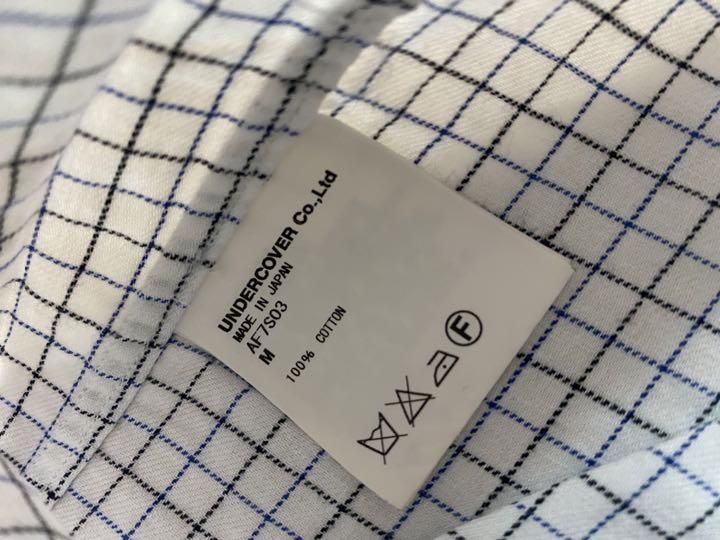 UNDERCOVER Co.,Ltd
MADE IN JAPAN
AF7S03
M
100% COTTON
F